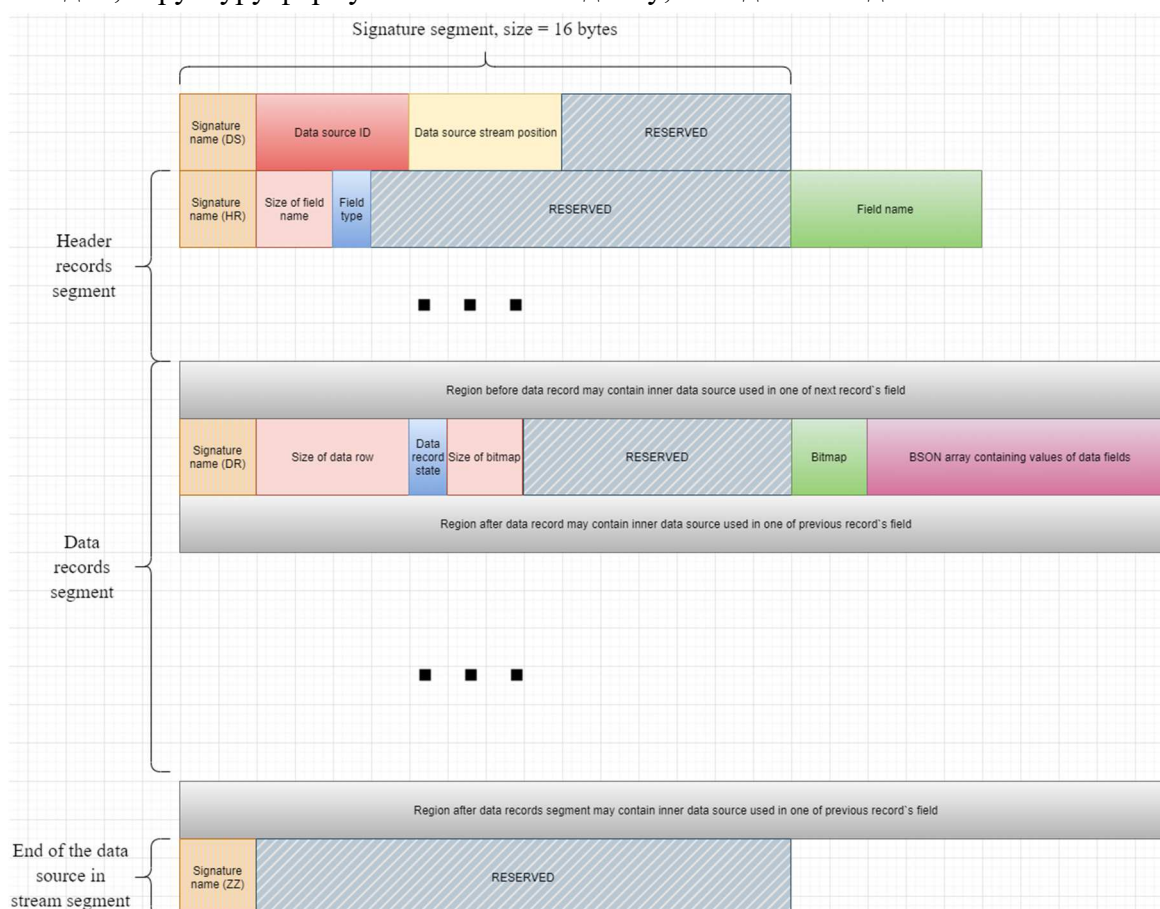 Signature segment, size = 16 bytes
Signature
name (DS)
Data source ID
Data source stream position
RESERVED
Signature
name (HR)
Size of field
name
Field
type
RESERVED
Field name
Header
records
segment
Region before data record may contain inner data source used in one of next record`s field
Signature
name (DR)
Size of data row
Data
record
state
Size of bitmap
RESERVED
Bitmap
BSON array containing values of data fields
Region after data record may contain inner data source used in one of previous record`s field
Data
records
segment
Region after data records segment may contain inner data source used in one of previous record`s field
End of the data
source in
stream segment
Signature
name (ZZ)
RESERVED